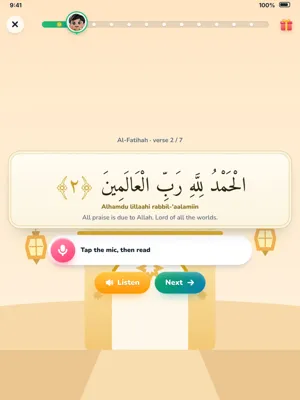 9:41
100%
Al-Fatihah · verse 2 / 7
الْحَمْدُ لِلَّهِ رَبِّ الْعَالَمِينَ ﴿٢﴾
Alhamdu lillaahi rabbil-'aalamiin
All praise is due to Allah, Lord of all the worlds.
Tap the mic, then read
Listen
Next →